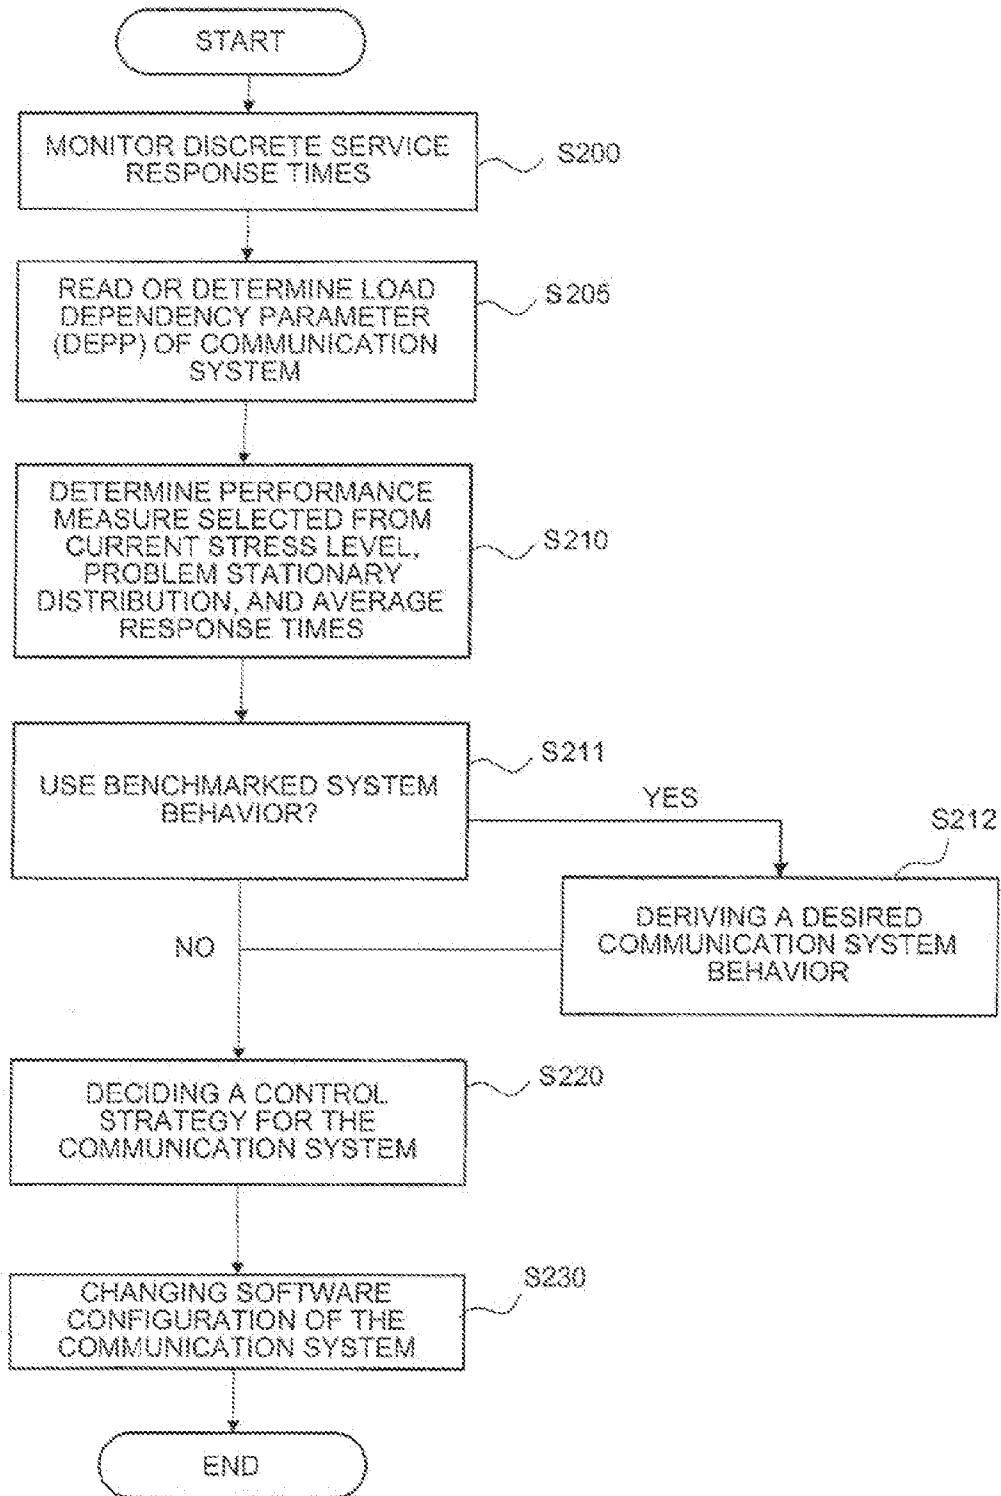 START
MONITOR DISCRETE SERVICE
RESPONSE TIMES
S200
READ OR DETERMINE LOAD
DEPENDENCY PARAMETER
(DEPP) OF COMMUNICATION
SYSTEM
S205
DETERMINE PERFORMANCE
MEASURE SELECTED FROM
CURRENT STRESS LEVEL,
PROBLEM STATIONARY
DISTRIBUTION, AND AVERAGE
RESPONSE TIMES
S210
USE BENCHMARKED SYSTEM
BEHAVIOR?
S211
YES
S212
DERIVING A DESIRED
COMMUNICATION SYSTEM
BEHAVIOR
NO
DECIDING A CONTROL
STRATEGY FOR THE
COMMUNICATION SYSTEM
S220
CHANGING SOFTWARE
CONFIGURATION OF THE
COMMUNICATION SYSTEM
S230
END